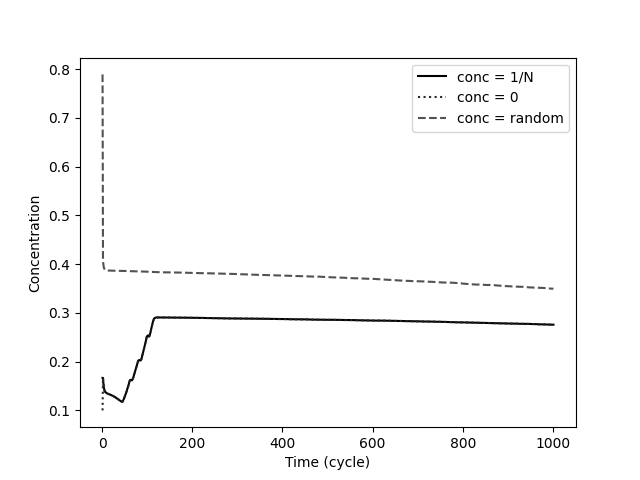 conc = 1/N
conc = 0
conc = random
0.8
0.7
0.6
0.5
0.4
0.3
0.2
0.1
Concentration
0 200 400 600 800 1000
Time (cycle)